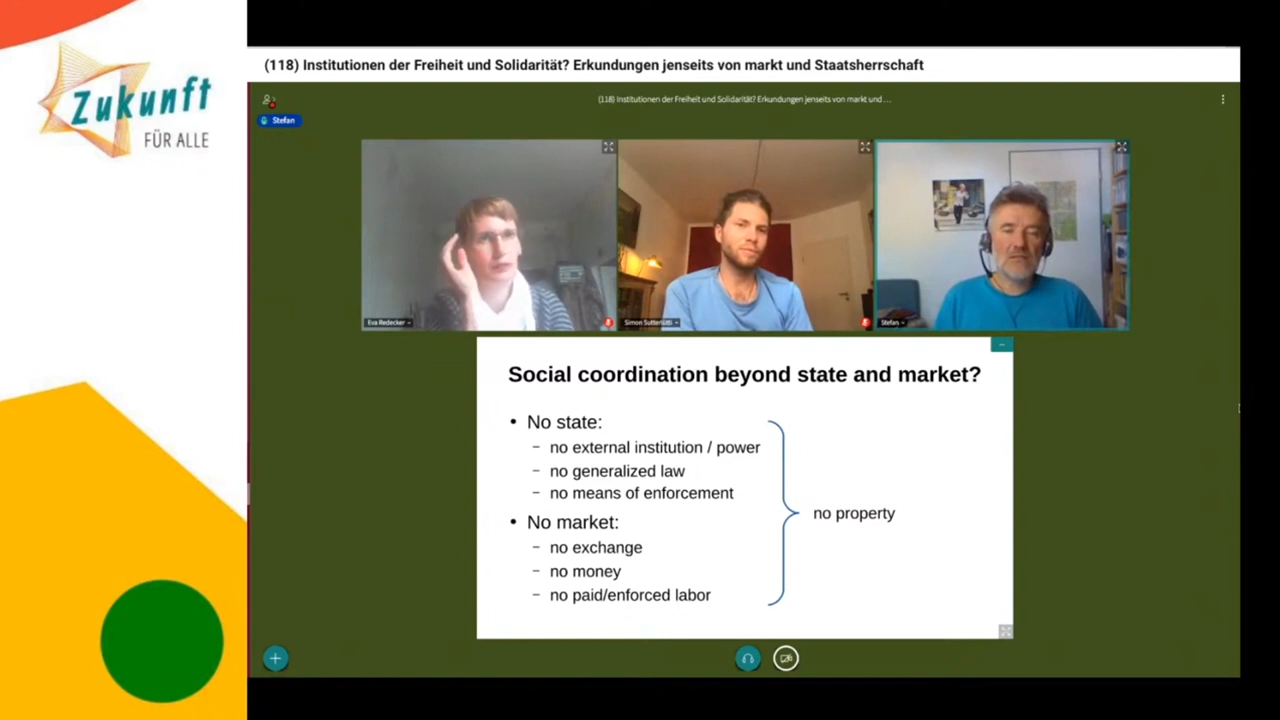 Zukunft
FÜR ALLE
(118) Institutionen der Freiheit und Solidarität? Erkundungen jenseits von markt und Staatsherrschaft
(118) Institutionen der Freiheit und Solidarität? Erkundungen jenseits von markt und ...
Stefan
Eva Redecker
Simon Sutterlütti
Stefan
Social coordination beyond state and market?
• No state:
– no external institution / power
– no generalized law
– no means of enforcement
• No market:
– no exchange
– no money
– no paid/enforced labor
no property